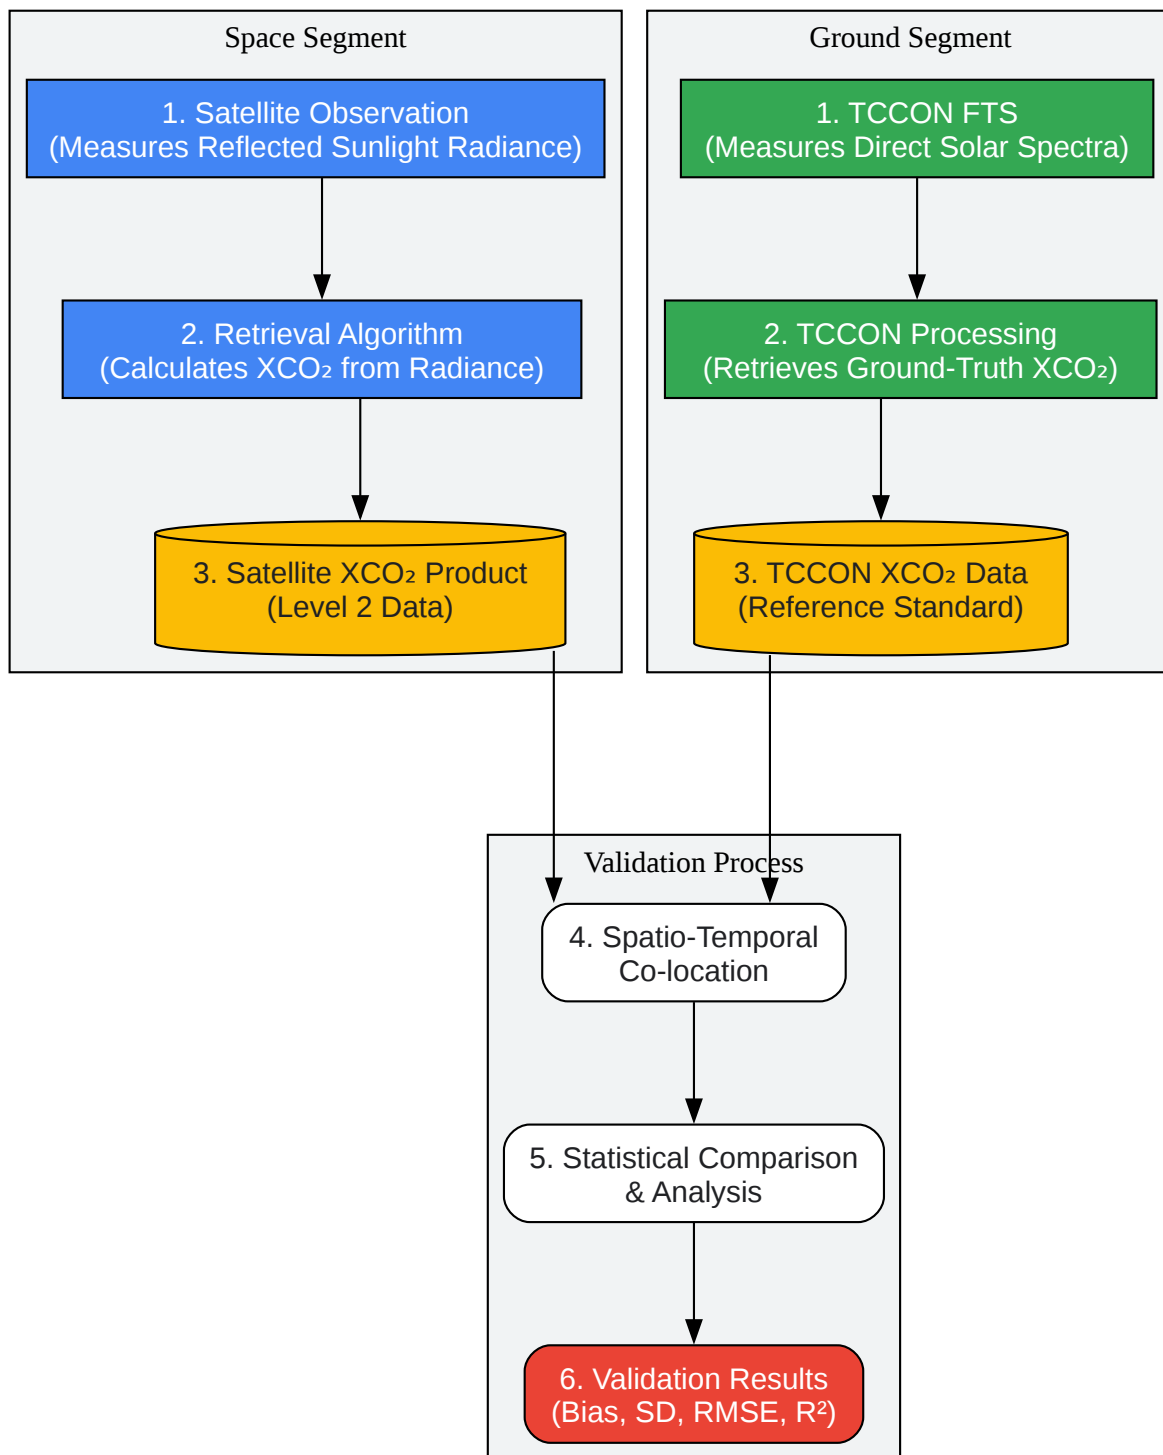 Space Segment
1. Satellite Observation
(Measures Reflected Sunlight Radiance)
2. Retrieval Algorithm
(Calculates XCO₂ from Radiance)
3. Satellite XCO₂ Product
(Level 2 Data)
Ground Segment
1. TCCON FTS
(Measures Direct Solar Spectra)
2. TCCON Processing
(Retrieves Ground-Truth XCO₂)
3. TCCON XCO₂ Data
(Reference Standard)
Validation Process
4. Spatio-Temporal
Co-location
5. Statistical Comparison
& Analysis
6. Validation Results
(Bias, SD, RMSE, R²)